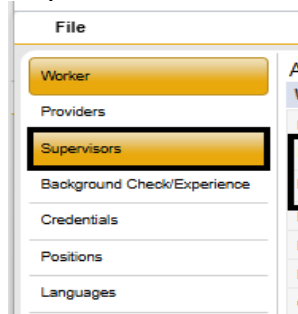 File
Worker
Providers
Supervisors
Background Check/Experience
Credentials
Positions
Languages